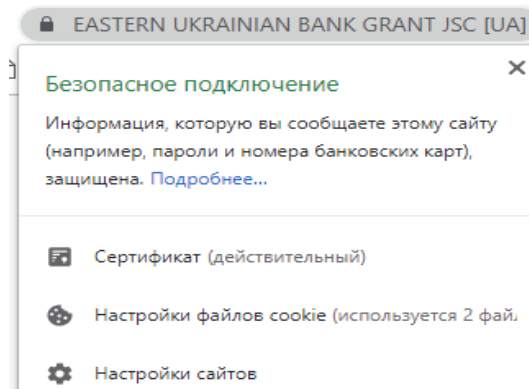 EASTERN UKRAINIAN BANK GRANT JSC [UA]
Безопасное подключение
Информация, которую вы сообщаете этому сайту
(например, пароли и номера банковских карт),
защищена. Подробнее...
Сертификат (действительный)
Настройки файлов cookie (используется 2
Настройки сайтов